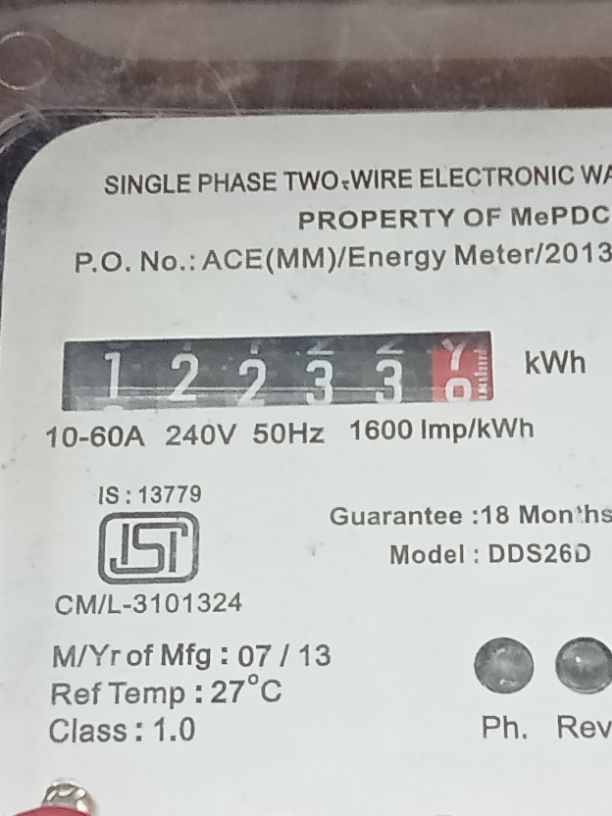 SINGLE PHASE TWO-WIRE ELECTRONIC WA
PROPERTY OF MePDC
P.O. No.: ACE(MM)/Energy Meter/2013
1 2 2 3 3 kWh
10-60A 240V 50Hz 1600 Imp/kWh
IS : 13779
ISI
CM/L-3101324
Guarantee :18 Months
Model : DDS26D
M/Yr of Mfg : 07 / 13
Ref Temp : 27°C
Class : 1.0
Ph. Rev